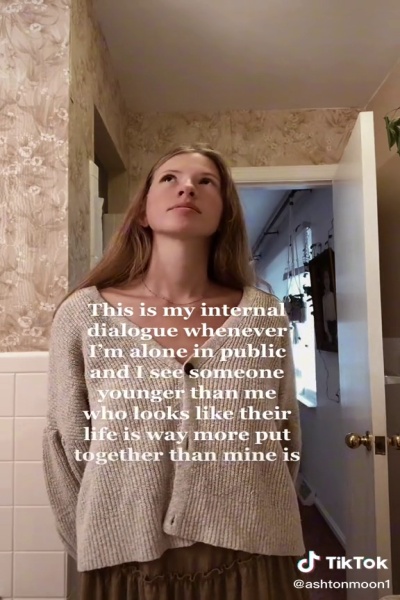 This is my internal
dialogue whenever
I'm alone in public
and I see someone
younger than me
who looks like their
life is way more put
together than mine is
TikTok
@ashtonmoon1